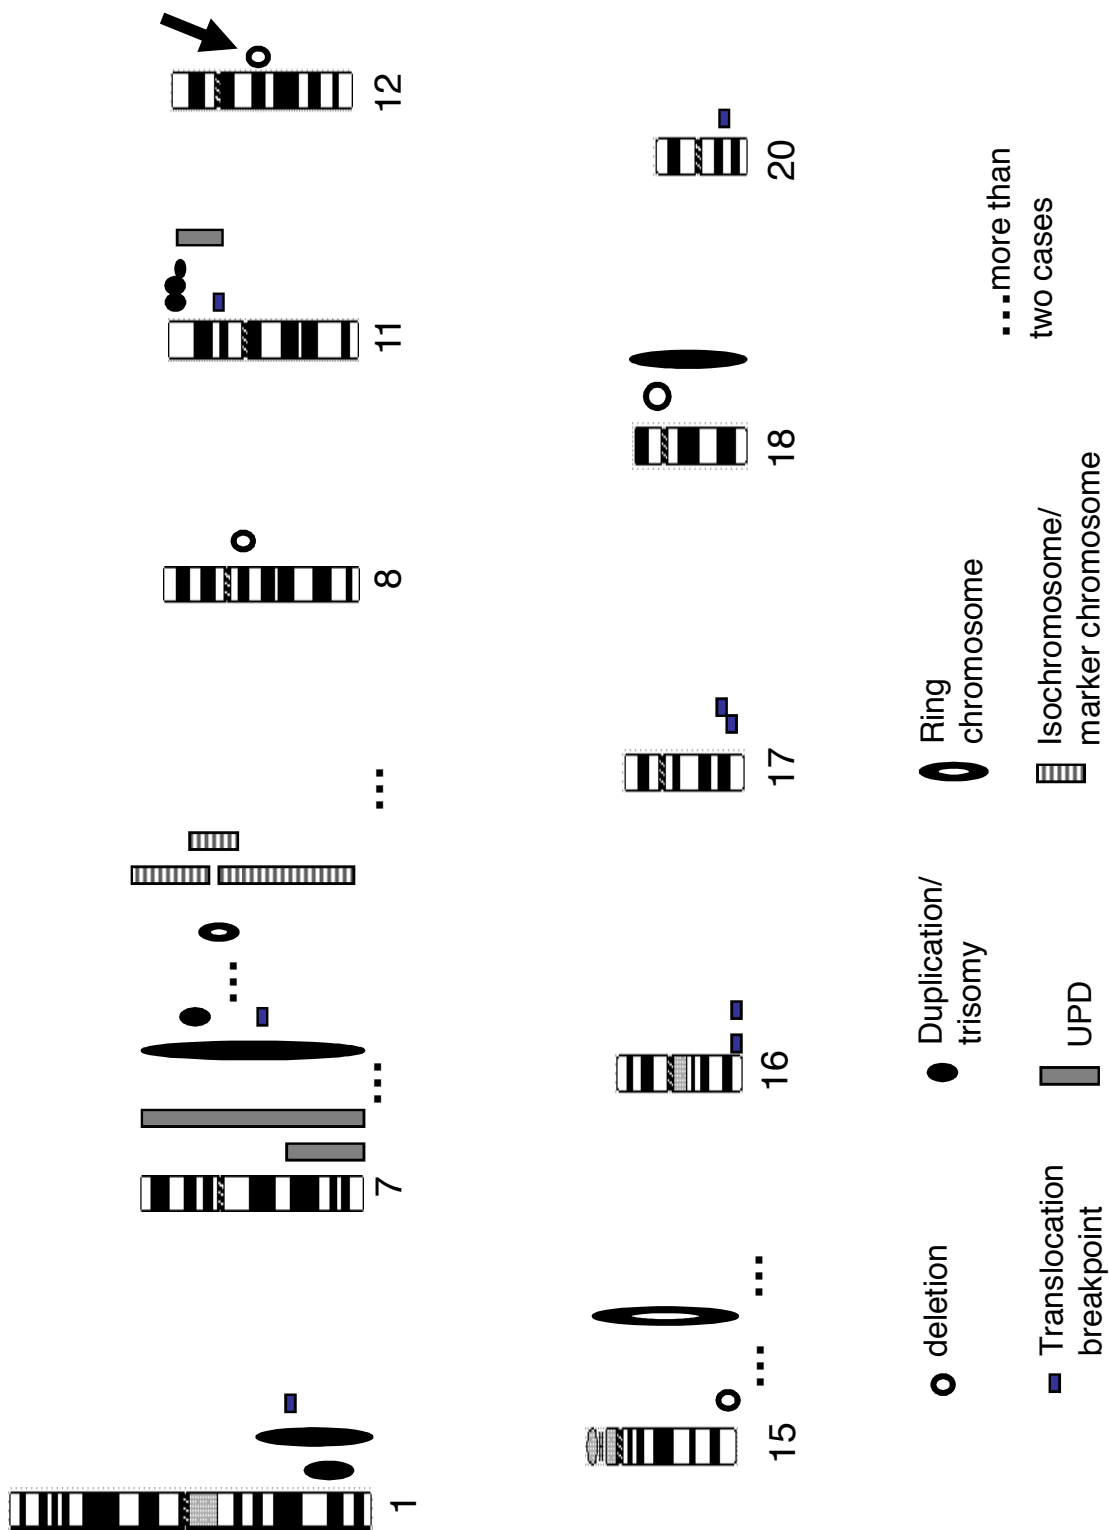 1
7
8
11
12
15
16
17
18
20
deletion
Duplication/
trisomy
Ring
chromosome
...more than
two cases
Translocation
breakpoint
UPD
Isochromosome/
marker chromosome